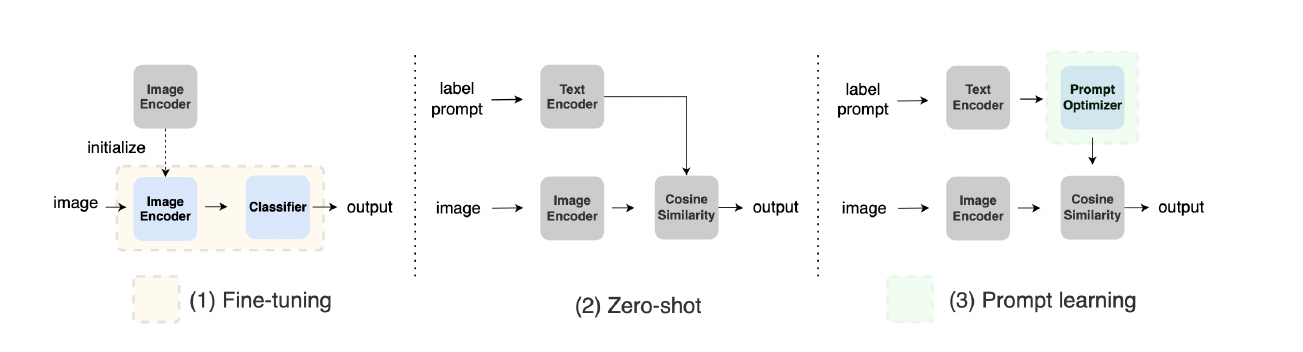 Image
Encoder
initialize
image
Image
Encoder
Classifier
output
(1) Fine-tuning
label
prompt
Text
Encoder
image
Image
Encoder
Cosine
Similarity
output
(2) Zero-shot
label
prompt
Text
Encoder
Prompt
Optimizer
image
Image
Encoder
Cosine
Similarity
output
(3) Prompt learning